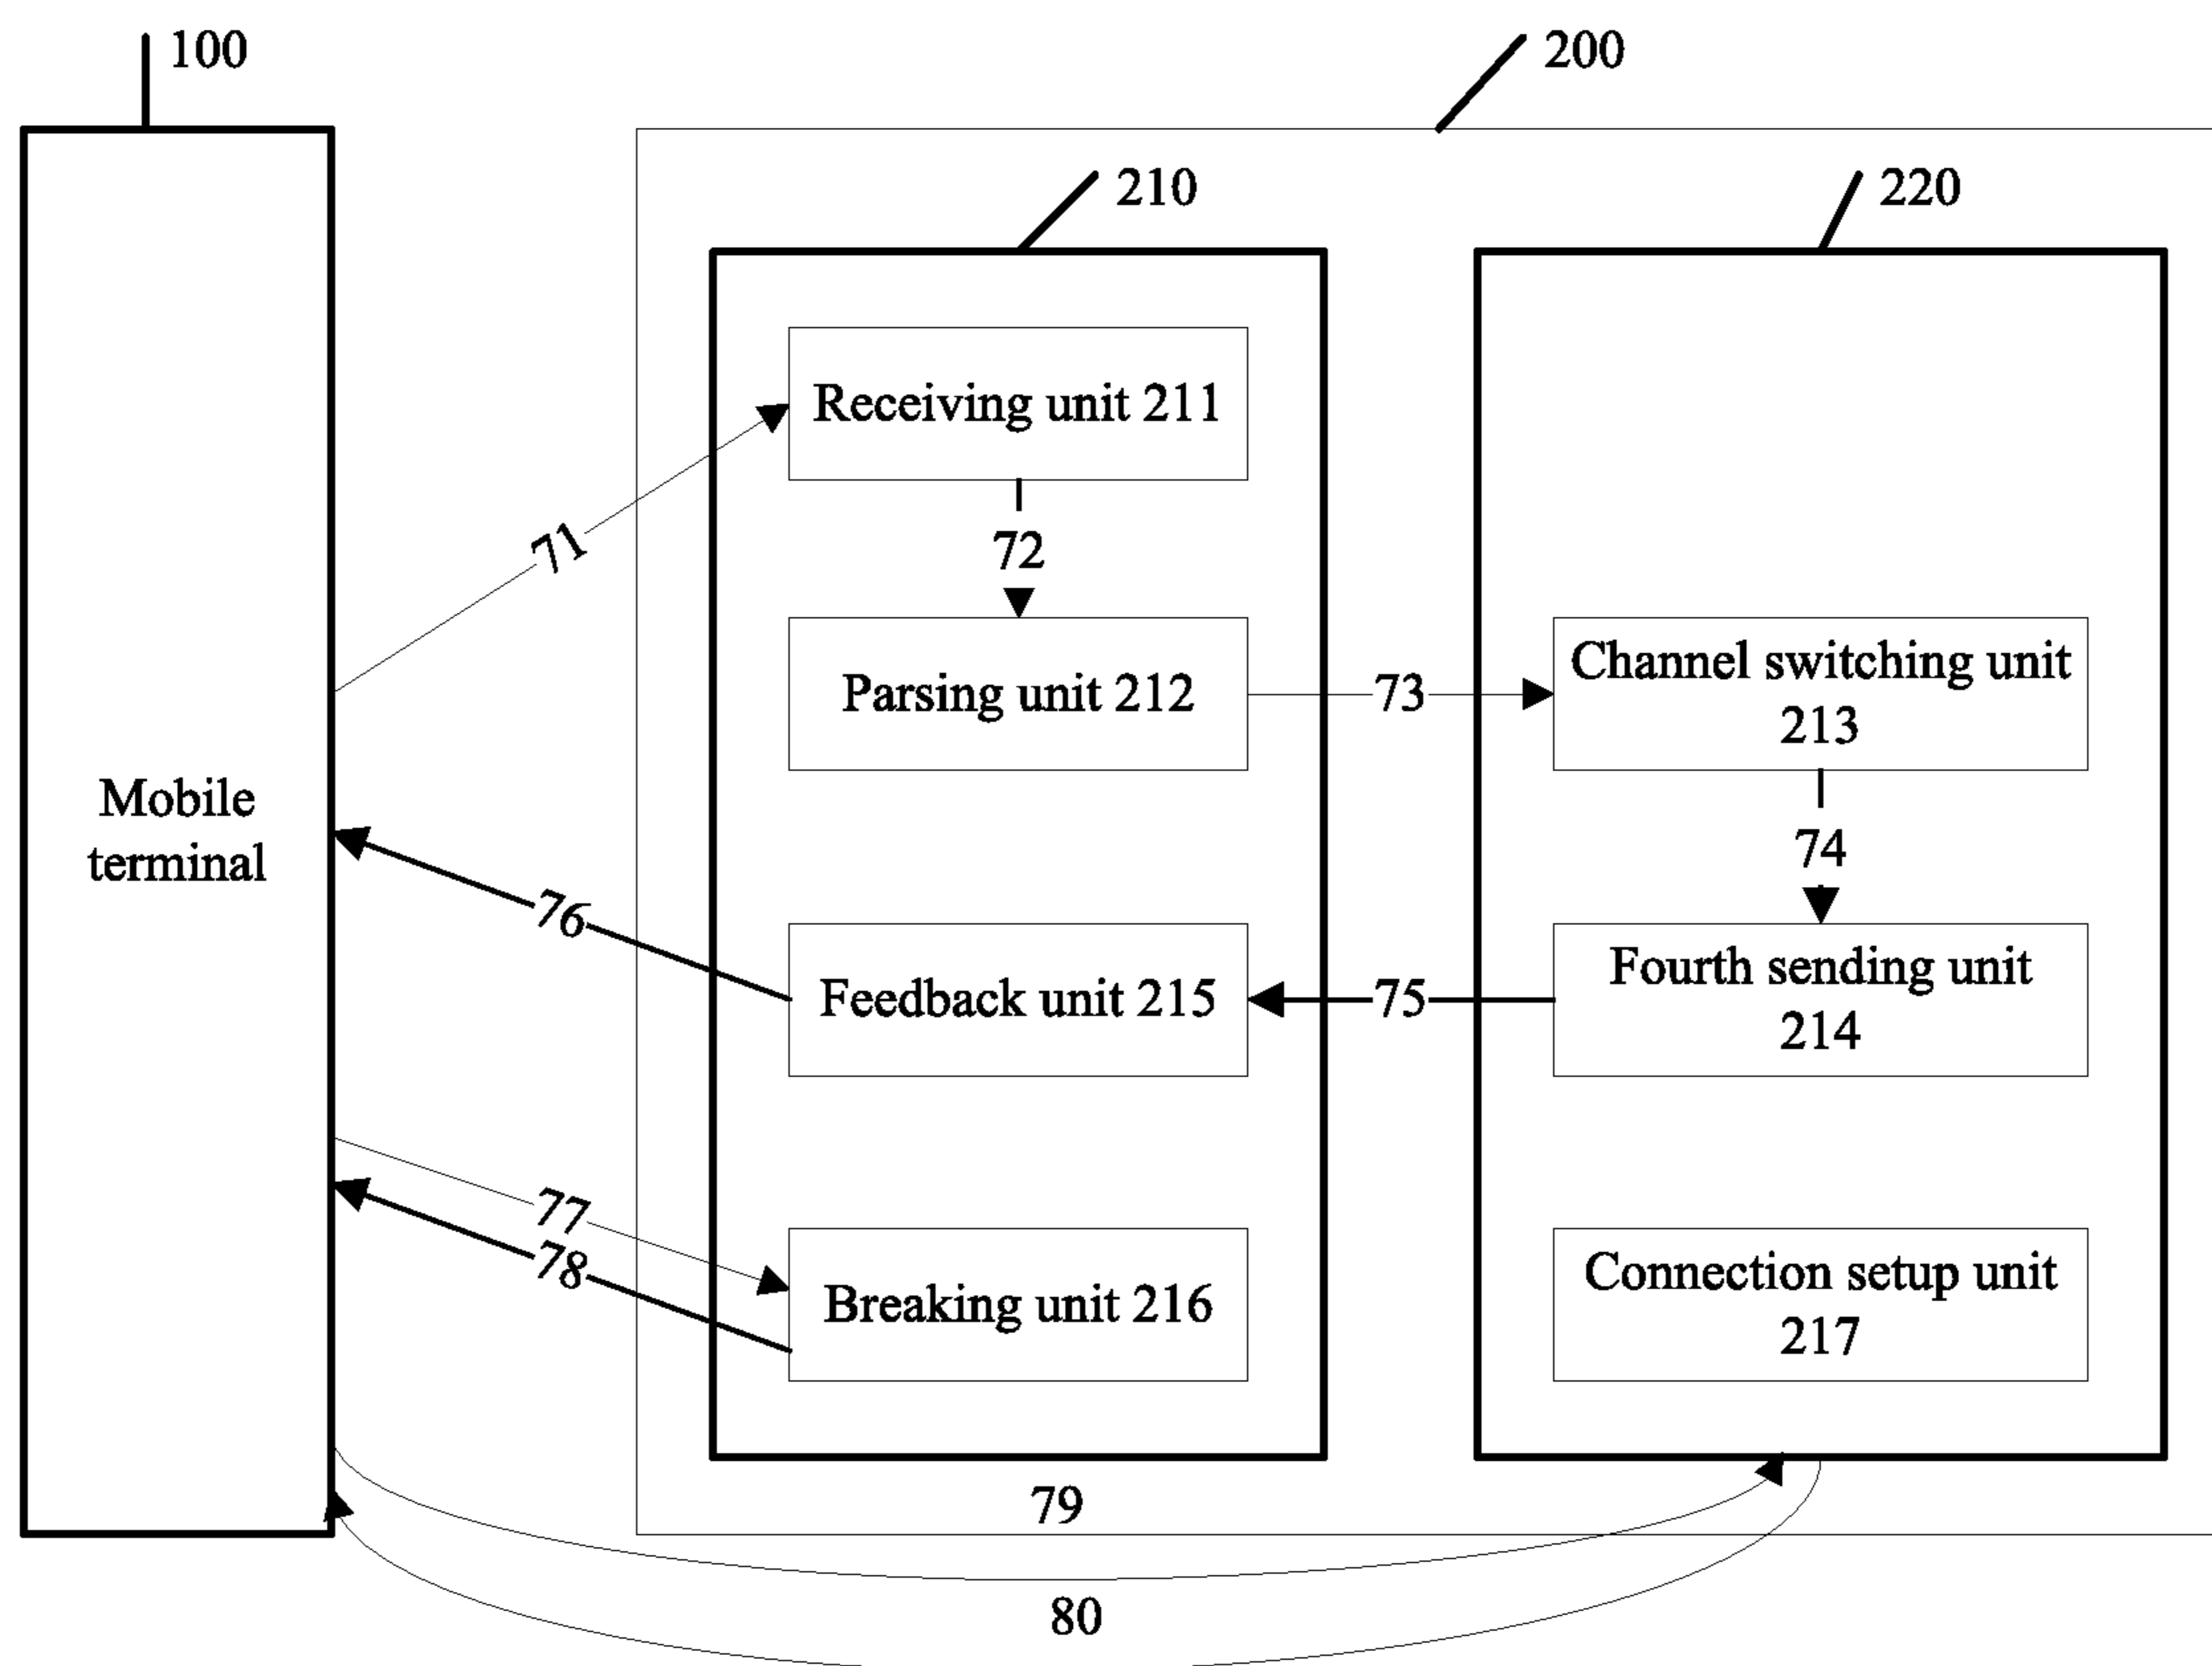 100
200
210
220
Receiving unit 211
71
72
Parsing unit 212
73
Channel switching unit
213
Mobile
terminal
74
76
Feedback unit 215
75
Fourth sending unit
214
77
78
Breaking unit 216
Connection setup unit
217
79
80